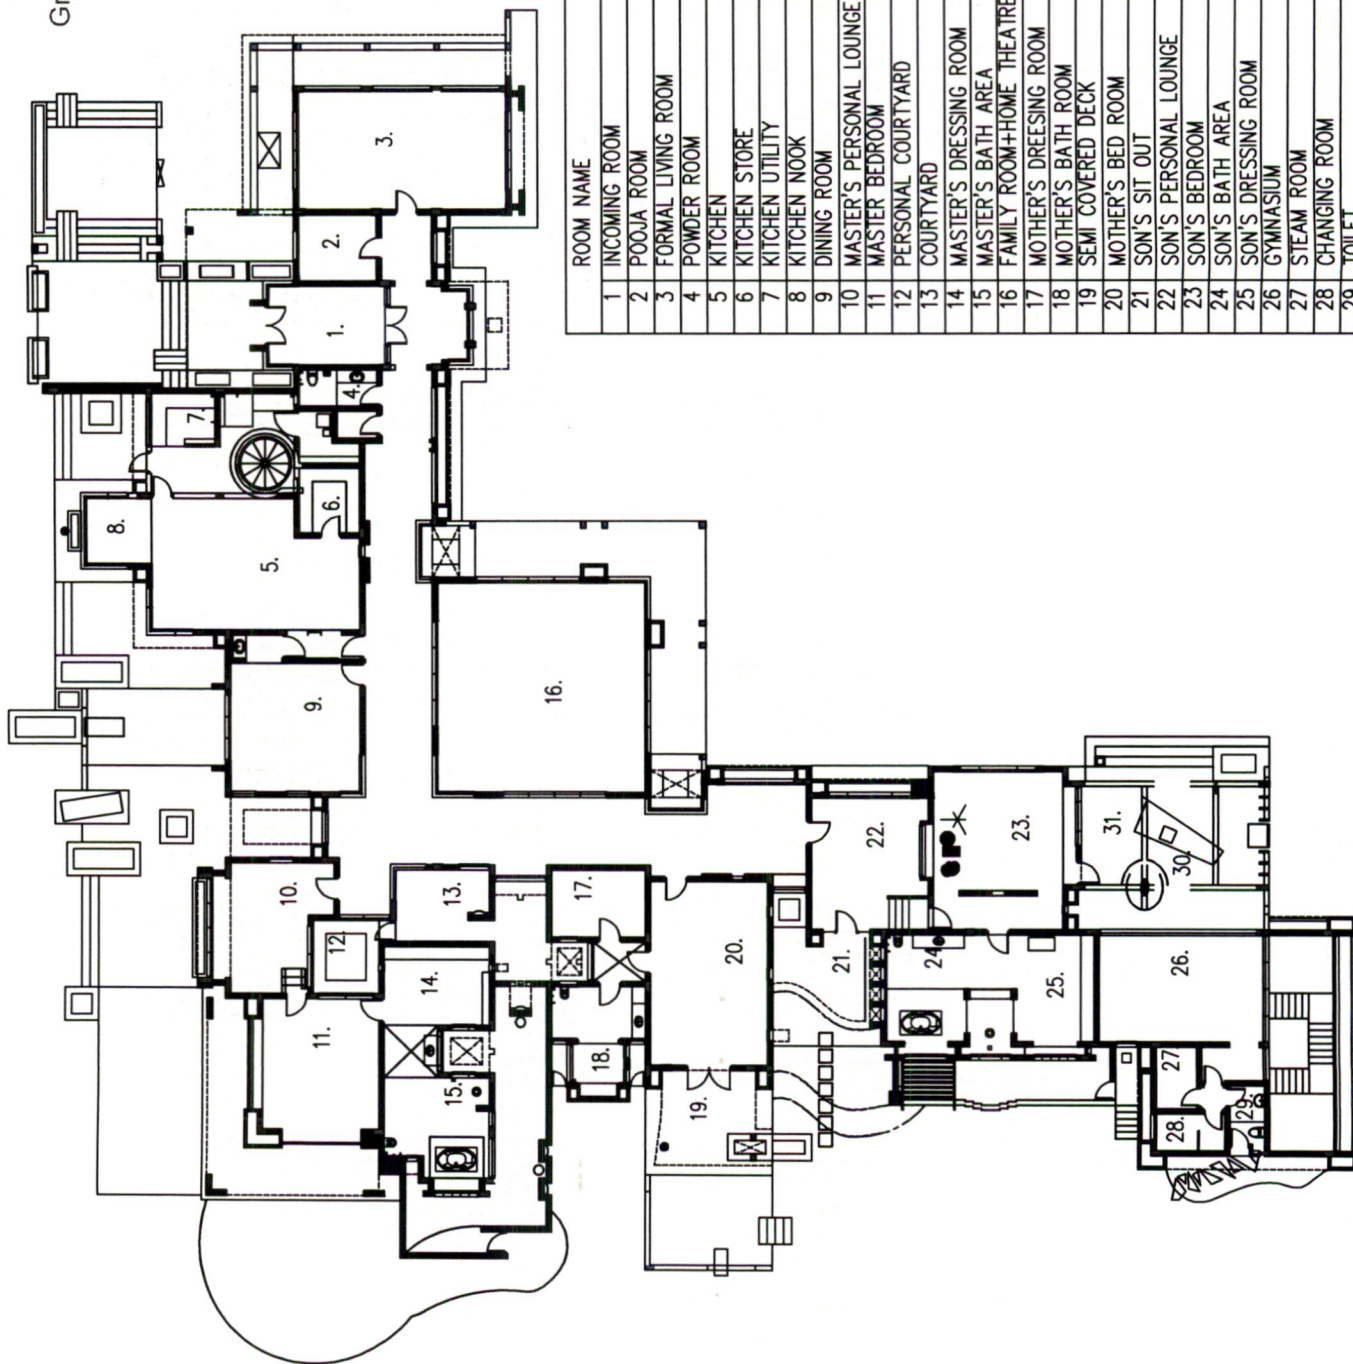 Gr
ROOM NAME
1 INCOMING ROOM
2 POOJA ROOM
3 FORMAL LIVING ROOM
4 POWDER ROOM
5 KITCHEN
6 KITCHEN STORE
7 KITCHEN UTILITY
8 KITCHEN NOOK
9 DINING ROOM
10 MASTER'S PERSONAL LOUNGE
11 MASTER BEDROOM
12 PERSONAL COURTYARD
13 COURTYARD
14 MASTER'S DRESSING ROOM
15 MASTER'S BATH AREA
16 FAMILY ROOM+HOME THEATRE
17 MOTHER'S DREESING ROOM
18 MOTHER'S BATH ROOM
19 SEMI COVERED DECK
20 MOTHER'S BED ROOM
21 SON'S SIT OUT
22 SON'S PERSONAL LOUNGE
23 SON'S BEDROOM
24 SON'S BATH AREA
25 SON'S DRESSING ROOM
26 GYMNASIUM
27 STEAM ROOM
28 CHANGING ROOM
29 TOILET
1.
2.
3.
4.
5.
6.
7.
8.
9.
10.
11.
12.
13.
14.
15.
16.
17.
18.
19.
20.
21.
22.
23.
24.
25.
26.
27.
28.
29.
30.
31.